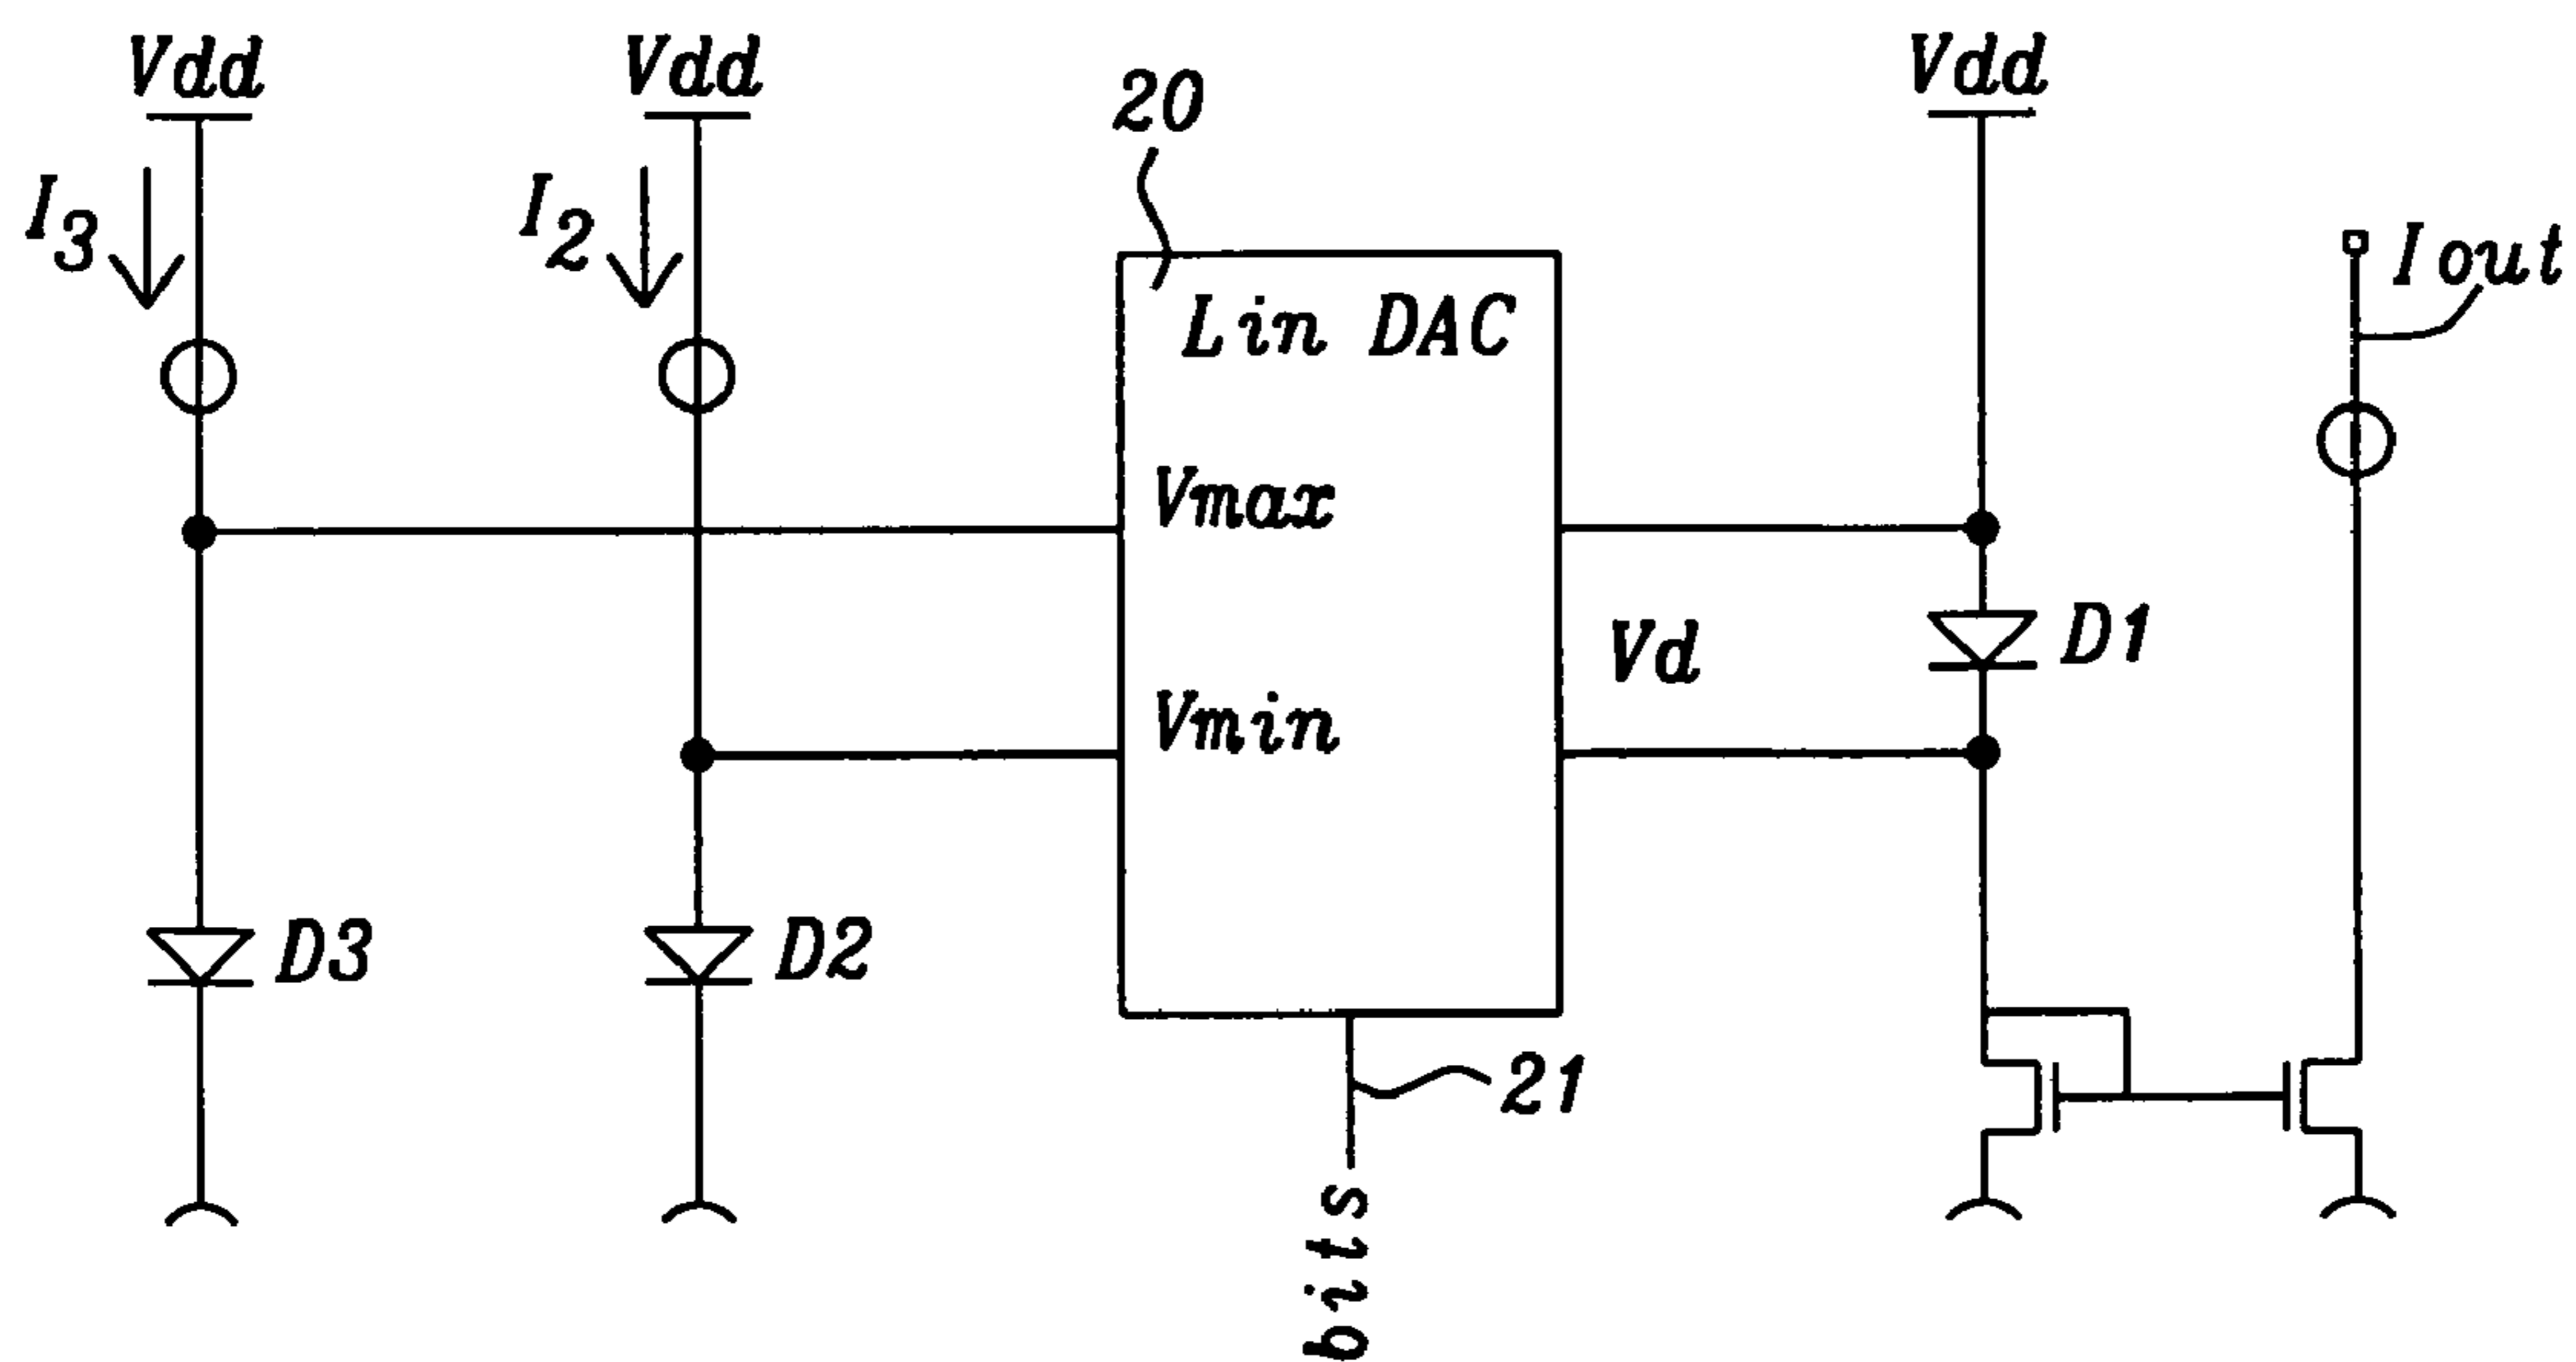 Vdd
Vdd
Vdd
20
I3
I2
Iout
Lin DAC
Vmax
Vd
D1
Vmin
D3
D2
21
bits